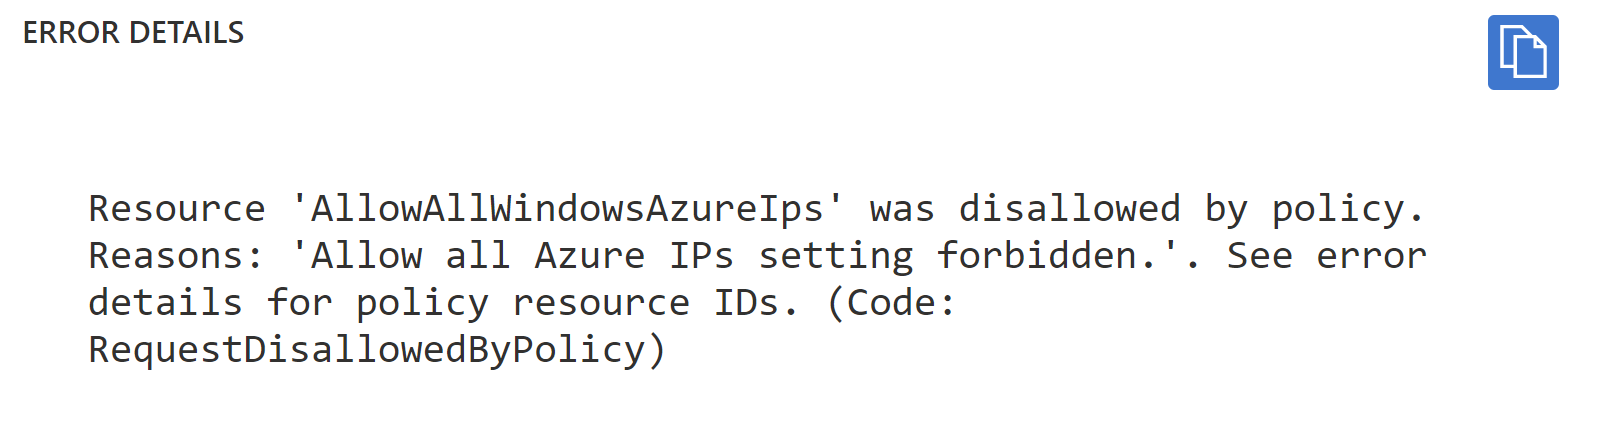 ERROR DETAILS
Resource 'AllowAllWindowsAzureIps' was disallowed by policy.
Reasons: 'Allow all Azure IPs setting forbidden.'. See error
details for policy resource IDs. (Code:
RequestDisallowedByPolicy)